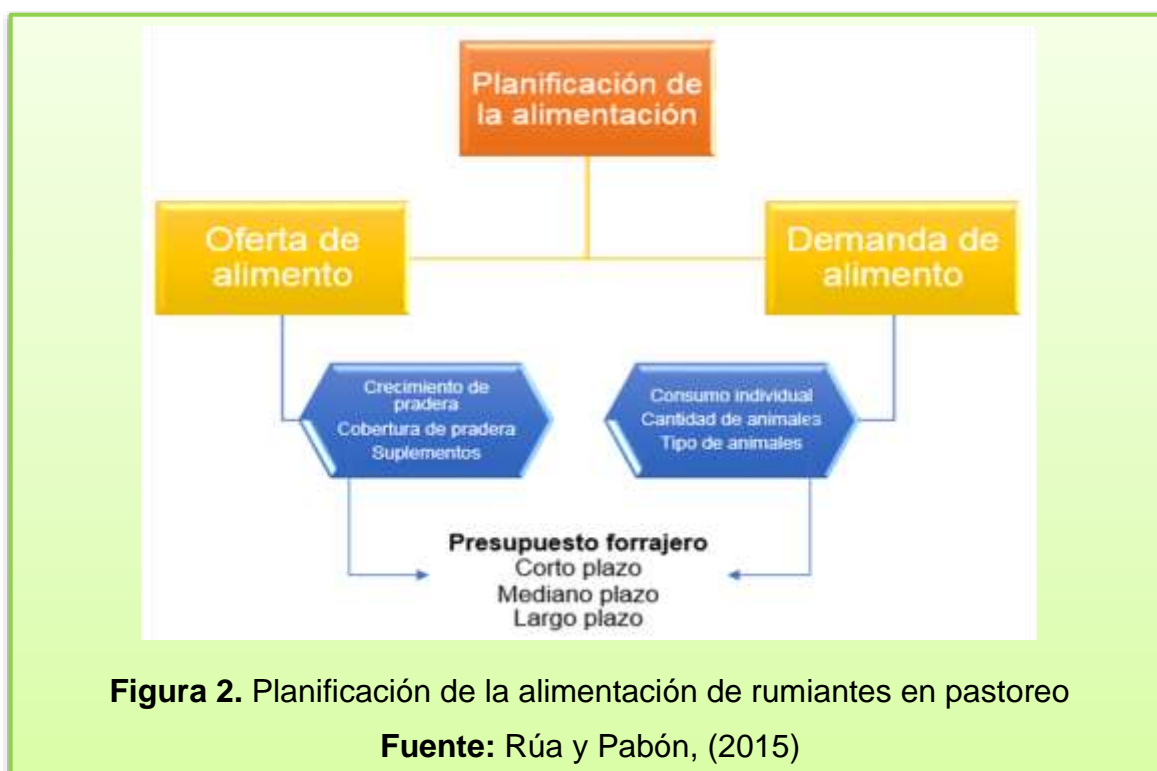 Planificación de
la alimentación
Oferta de
alimento
Demanda de
alimento
Crecimiento de
pradera
Cobertura de pradera
Suplementos
Consumo individual
Cantidad de animales
Tipo de animales
Presupuesto forrajero
Corto plazo
Mediano plazo
Largo plazo
Figura 2. Planificación de la alimentación de rumiantes en pastoreo
Fuente: Rúa y Pabón, (2015)